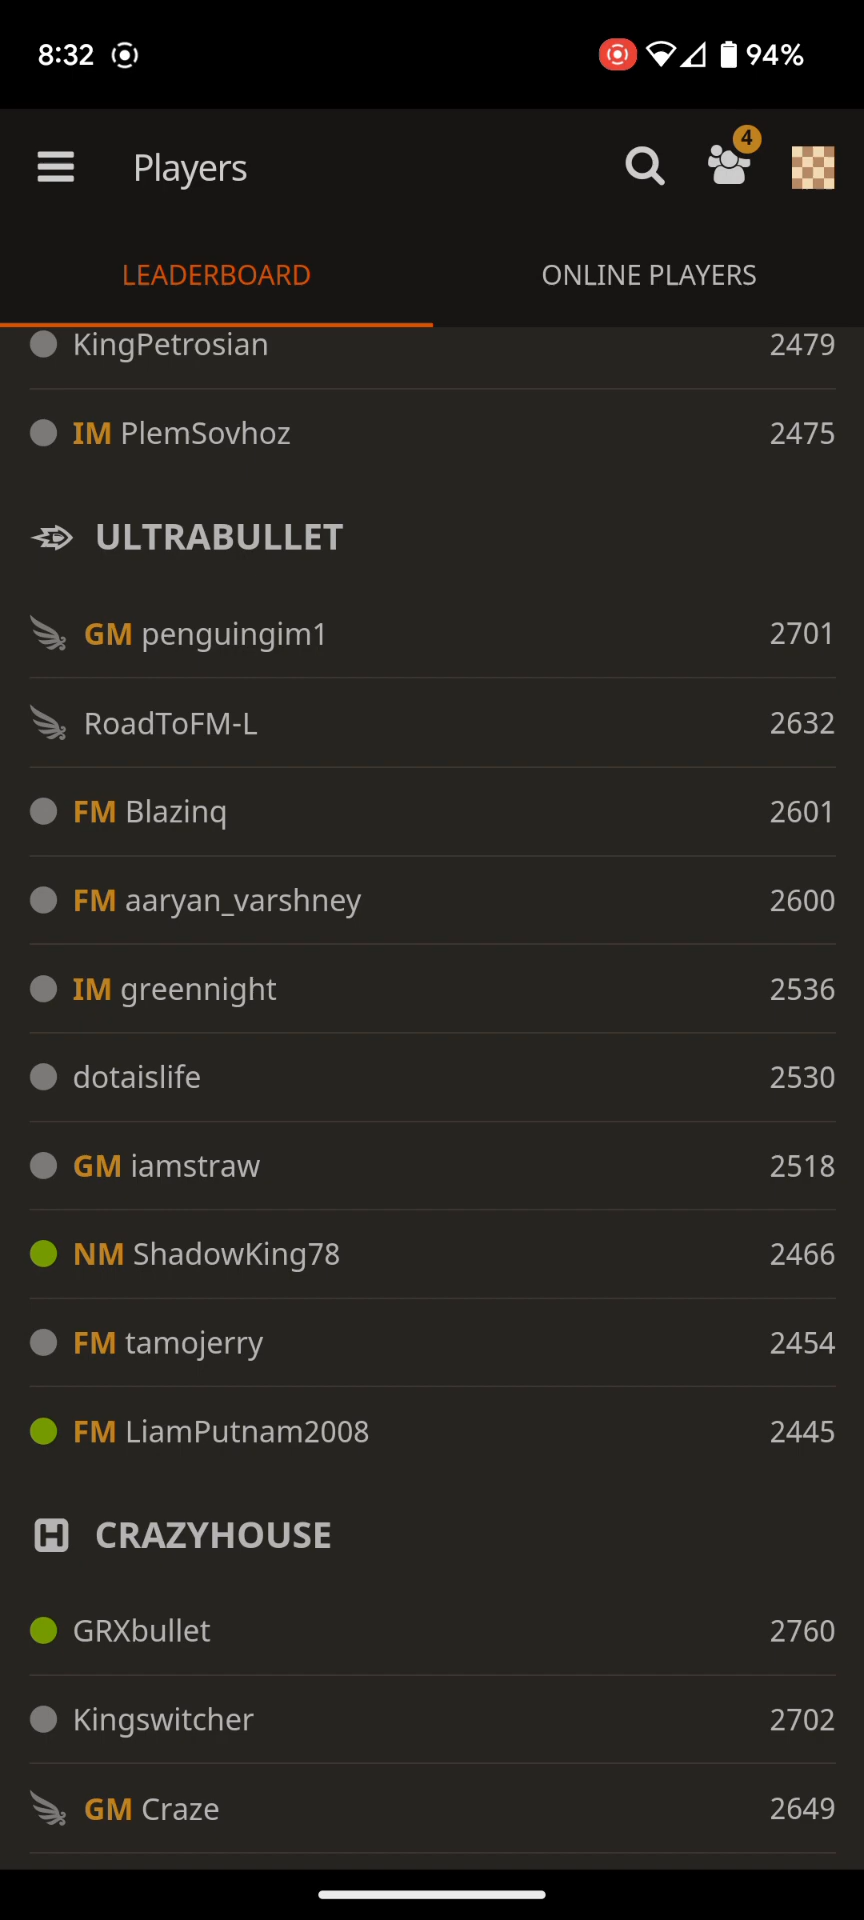 8:32
94%
4
Players
LEADERBOARD ONLINE PLAYERS
KingPetrosian 2479
IM PlemSovhoz 2475
ULTRABULLET
GM penguingim1 2701
RoadToFM-L 2632
FM Blazinq 2601
FM aaryan_varshney 2600
IM greennight 2536
dotaislife 2530
GM iamstraw 2518
NM ShadowKing78 2466
FM tamojerry 2454
FM LiamPutnam2008 2445
CRAZYHOUSE
GRXbullet 2760
Kingswitcher 2702
GM Craze 2649